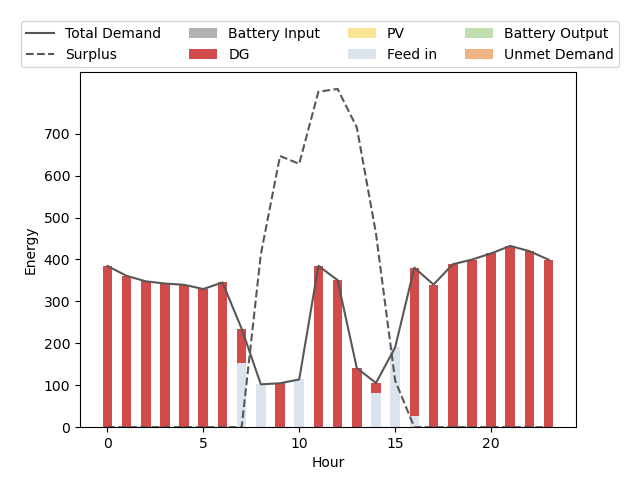 Total Demand Battery Input PV Battery Output
Surplus DG Feed in Unmet Demand
700
600
500
400
300
200
100
0
Energy
0 5 10 15 20
Hour